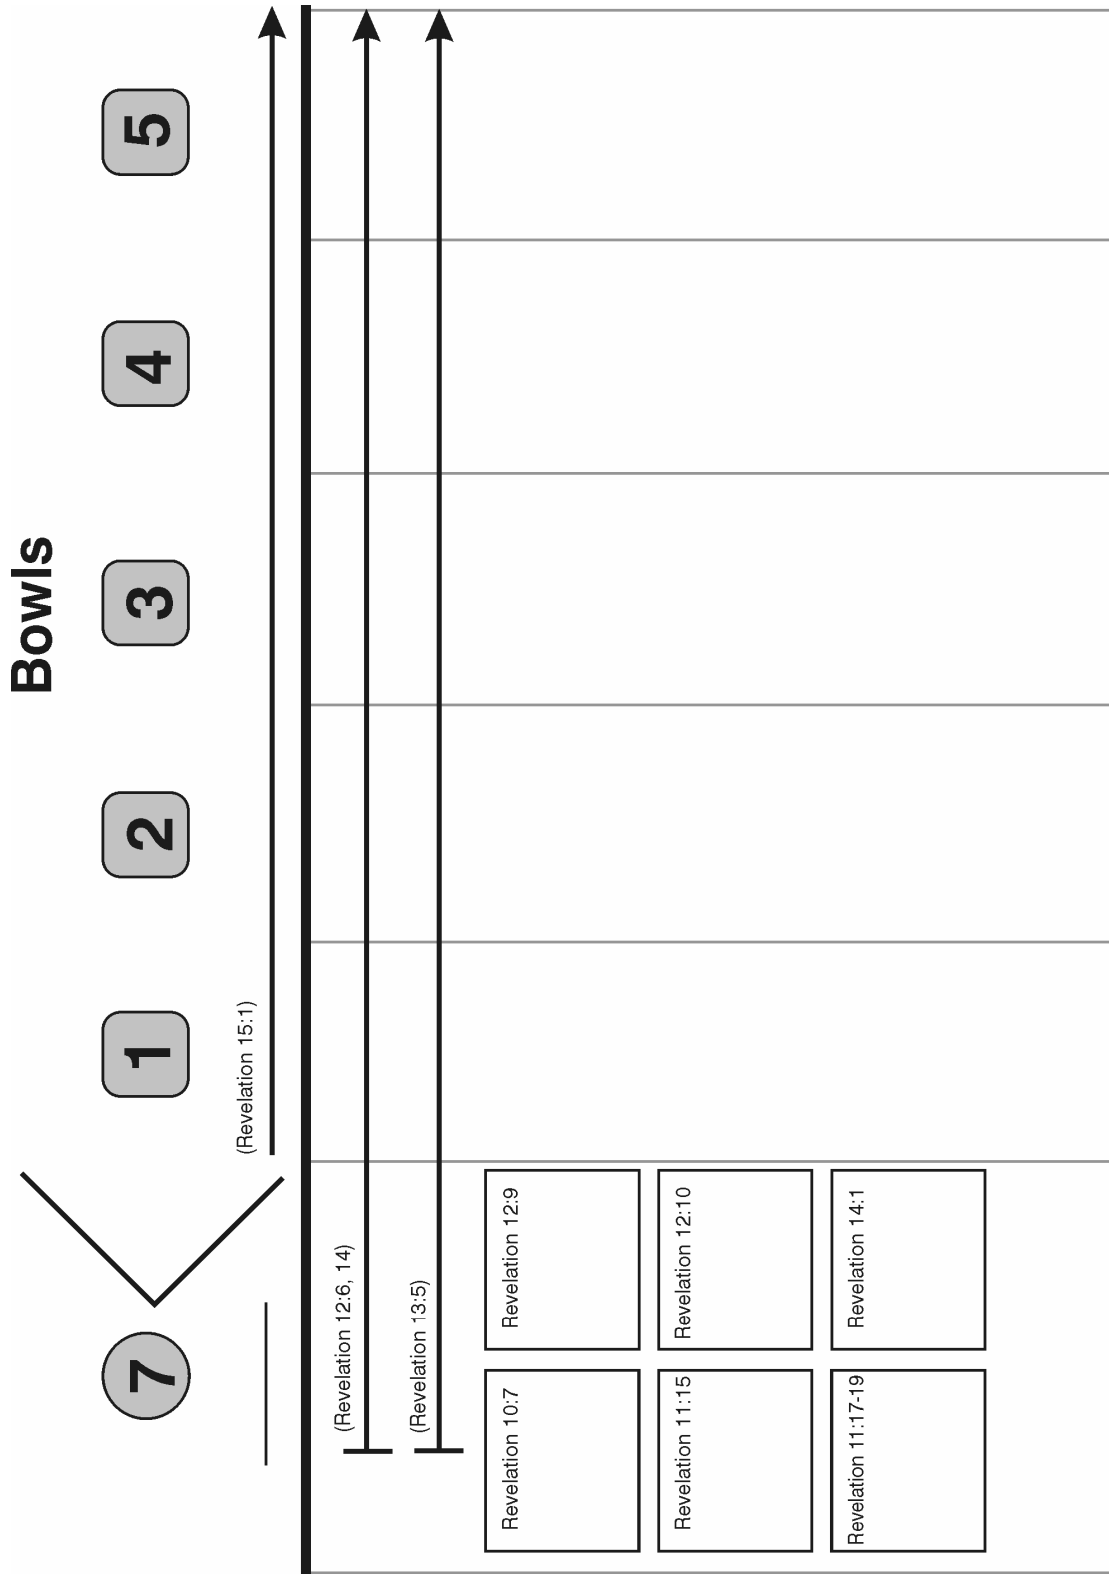 Bowls
7
1
2
3
4
5
(Revelation 15:1)
(Revelation 12:6, 14)
(Revelation 13:5)
Revelation 10:7
Revelation 12:9
Revelation 11:15
Revelation 12:10
Revelation 11:17-19
Revelation 14:1